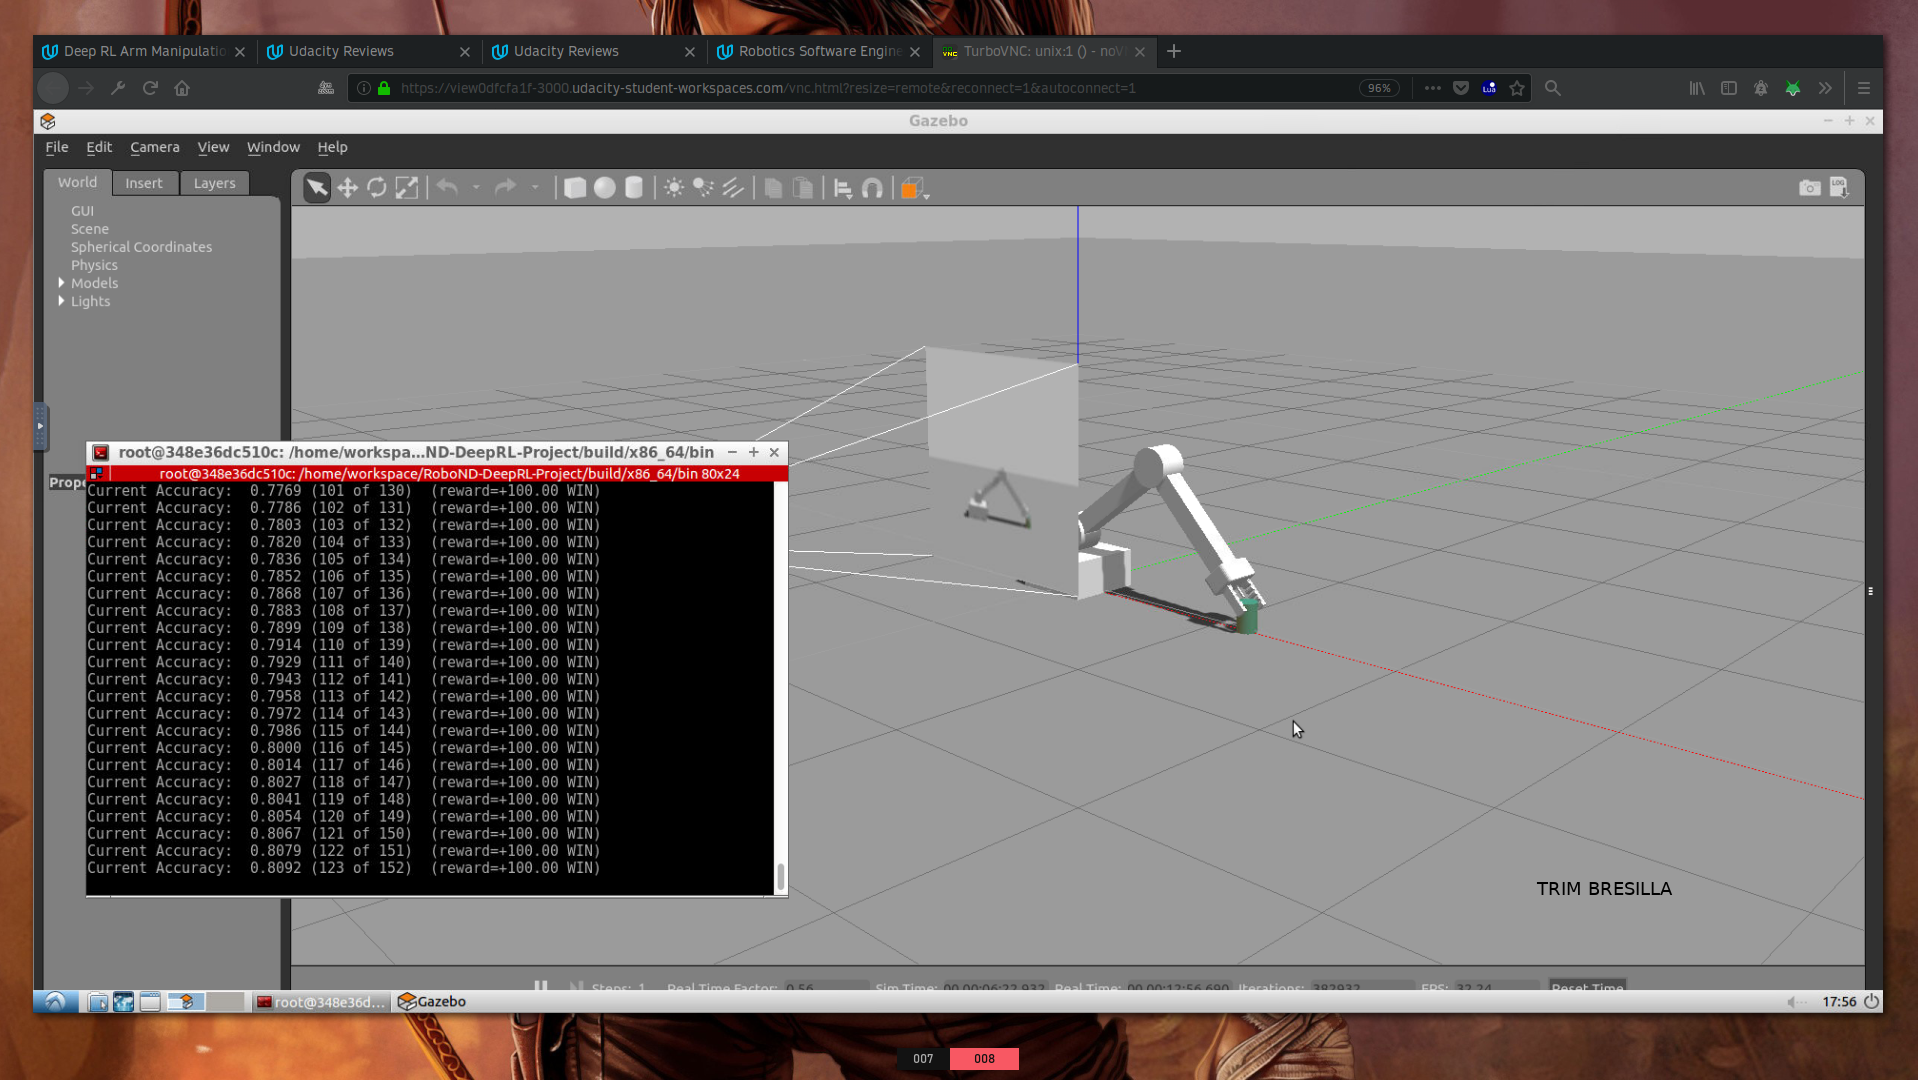 Deep RL Arm Manipulatio
Udacity Reviews
Udacity Reviews
Robotics Software Engine
TurboVNC: unix:1 () - noV
https://view0dfcfa1f-3000.udacity-student-workspaces.com/vnc.html?resize=remote&reconnect=1&autoconnect=1
96%
Gazebo
File Edit Camera View Window Help
World Insert Layers
GUI
Scene
Spherical Coordinates
Physics
Models
Lights
Prope
root@348e36dc510c: /home/workspa...ND-DeepRL-Project/build/x86_64/bin
root@348e36dc510c: /home/workspace/RoboND-DeepRL-Project/build/x86_64/bin 80x24
Current Accuracy: 0.7769 (101 of 130) (reward=+100.00 WIN)
Current Accuracy: 0.7786 (102 of 131) (reward=+100.00 WIN)
Current Accuracy: 0.7803 (103 of 132) (reward=+100.00 WIN)
Current Accuracy: 0.7820 (104 of 133) (reward=+100.00 WIN)
Current Accuracy: 0.7836 (105 of 134) (reward=+100.00 WIN)
Current Accuracy: 0.7852 (106 of 135) (reward=+100.00 WIN)
Current Accuracy: 0.7868 (107 of 136) (reward=+100.00 WIN)
Current Accuracy: 0.7883 (108 of 137) (reward=+100.00 WIN)
Current Accuracy: 0.7899 (109 of 138) (reward=+100.00 WIN)
Current Accuracy: 0.7914 (110 of 139) (reward=+100.00 WIN)
Current Accuracy: 0.7929 (111 of 140) (reward=+100.00 WIN)
Current Accuracy: 0.7943 (112 of 141) (reward=+100.00 WIN)
Current Accuracy: 0.7958 (113 of 142) (reward=+100.00 WIN)
Current Accuracy: 0.7972 (114 of 143) (reward=+100.00 WIN)
Current Accuracy: 0.7986 (115 of 144) (reward=+100.00 WIN)
Current Accuracy: 0.8000 (116 of 145) (reward=+100.00 WIN)
Current Accuracy: 0.8014 (117 of 146) (reward=+100.00 WIN)
Current Accuracy: 0.8027 (118 of 147) (reward=+100.00 WIN)
Current Accuracy: 0.8041 (119 of 148) (reward=+100.00 WIN)
Current Accuracy: 0.8054 (120 of 149) (reward=+100.00 WIN)
Current Accuracy: 0.8067 (121 of 150) (reward=+100.00 WIN)
Current Accuracy: 0.8079 (122 of 151) (reward=+100.00 WIN)
Current Accuracy: 0.8092 (123 of 152) (reward=+100.00 WIN)
TRIM BRESILLA
Steps: 1 Real Time Factor: 0.56 Sim Time: 00 00:06:22.932 Real Time: 00 00:12:56.690 Iterations: 382932 FPS: 32.24 Reset Time
root@348e36d...
Gazebo
17:56
007 008